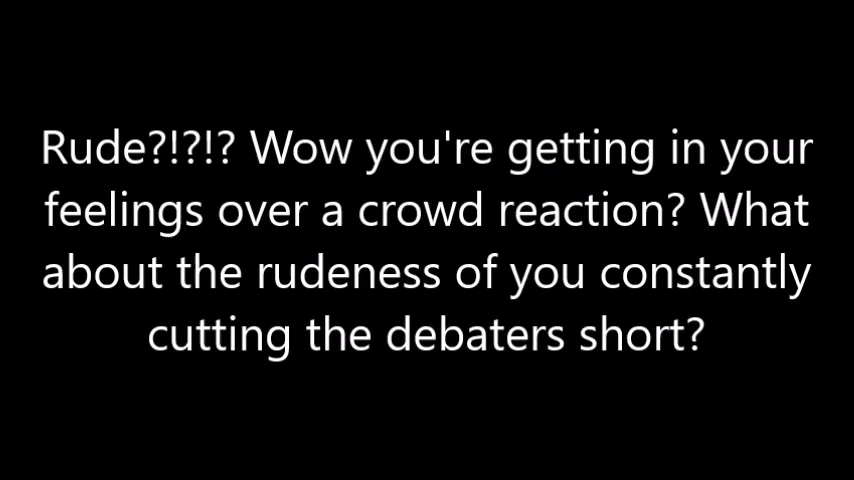 Rude?!?!? Wow you're getting in your
feelings over a crowd reaction? What
about the rudeness of you constantly
cutting the debaters short?